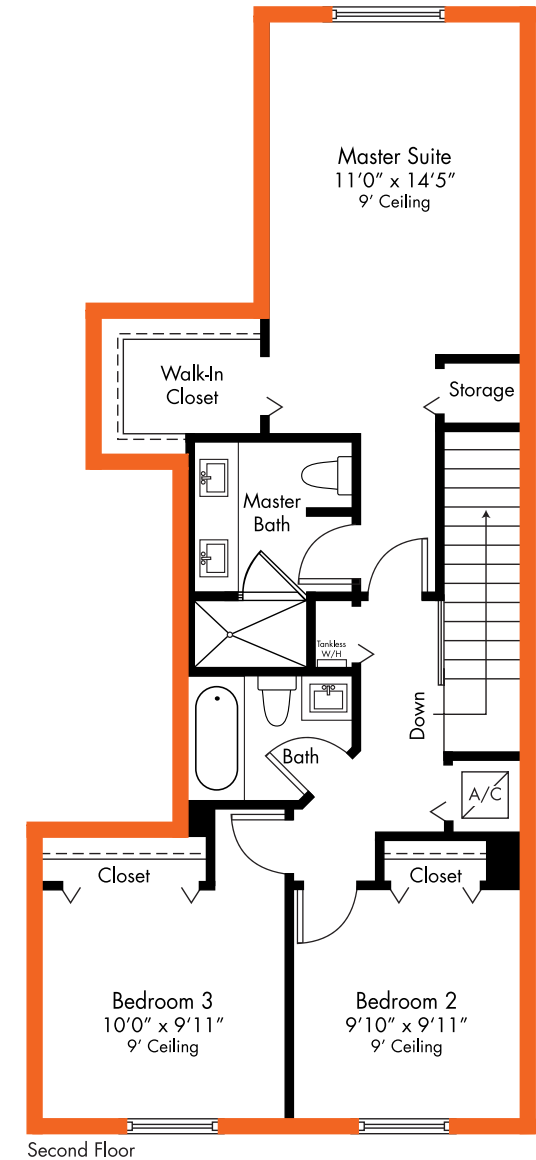 Master Suite
11’0” x 14‘5”
9’ Ceiling
Walk-In
Closet
Storage
Master
Bath
Tankless
W/H
Down
Bath
A/C
Closet
Closet
Bedroom 3
10’0” x 9‘11”
9’ Ceiling
Bedroom 2
9‘10” x 9‘11”
9’ Ceiling
Second Floor